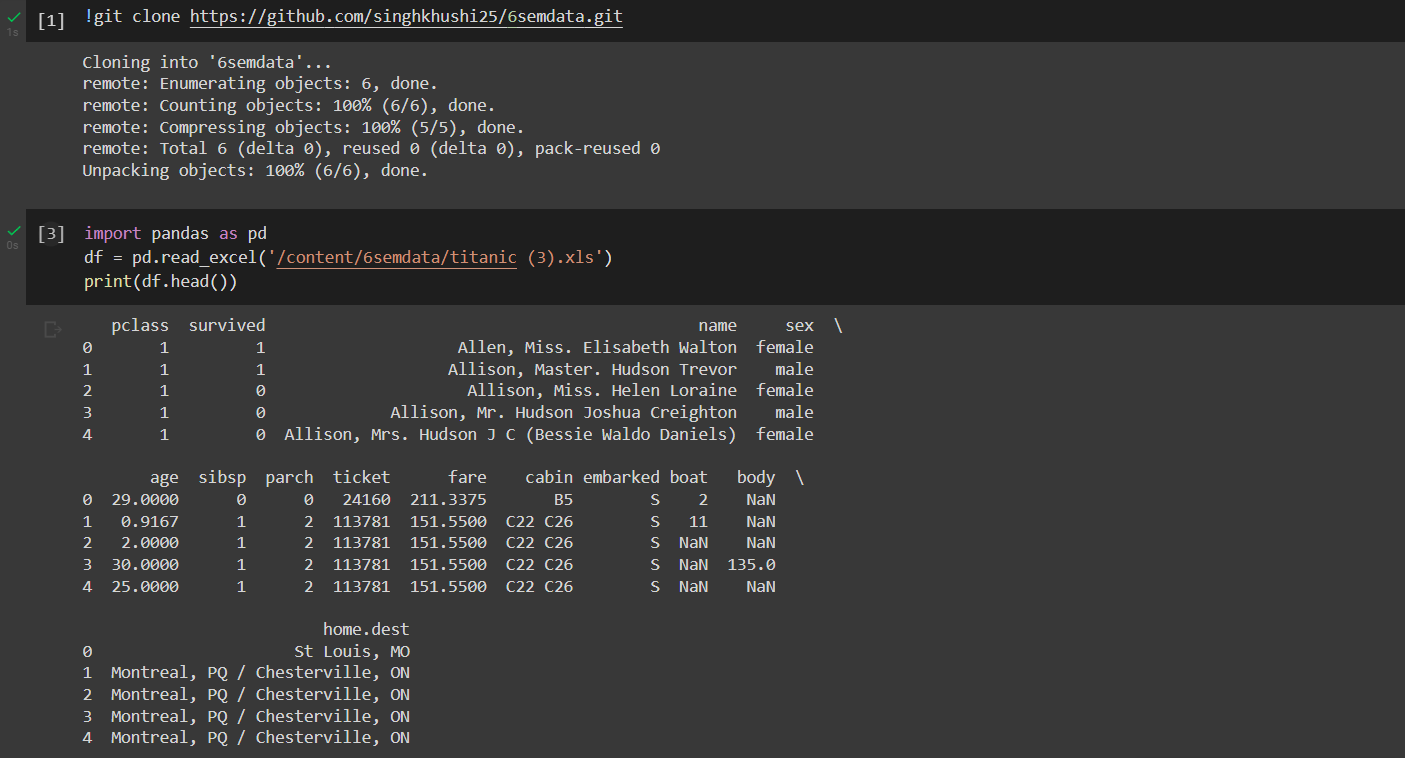 [1] !git clone https://github.com/singhkhushi25/6semdata.git
1s
Cloning into '6semdata'...
remote: Enumerating objects: 6, done.
remote: Counting objects: 100% (6/6), done.
remote: Compressing objects: 100% (5/5), done.
remote: Total 6 (delta 0), reused 0 (delta 0), pack-reused 0
Unpacking objects: 100% (6/6), done.
[3] import pandas as pd
0s
df = pd.read_excel('/content/6semdata/titanic (3).xls')
print(df.head())
pclass survived name sex \
0 1 1 Allen, Miss. Elisabeth Walton female
1 1 1 Allison, Master. Hudson Trevor male
2 1 0 Allison, Miss. Helen Loraine female
3 1 0 Allison, Mr. Hudson Joshua Creighton male
4 1 0 Allison, Mrs. Hudson J C (Bessie Waldo Daniels) female
age sibsp parch ticket fare cabin embarked boat body \
0 29.0000 0 0 24160 211.3375 B5 S 2 NaN
1 0.9167 1 2 113781 151.5500 C22 C26 S 11 NaN
2 2.0000 1 2 113781 151.5500 C22 C26 S NaN NaN
3 30.0000 1 2 113781 151.5500 C22 C26 S NaN 135.0
4 25.0000 1 2 113781 151.5500 C22 C26 S NaN NaN
home.dest
0 St Louis, MO
1 Montreal, PQ / Chesterville, ON
2 Montreal, PQ / Chesterville, ON
3 Montreal, PQ / Chesterville, ON
4 Montreal, PQ / Chesterville, ON